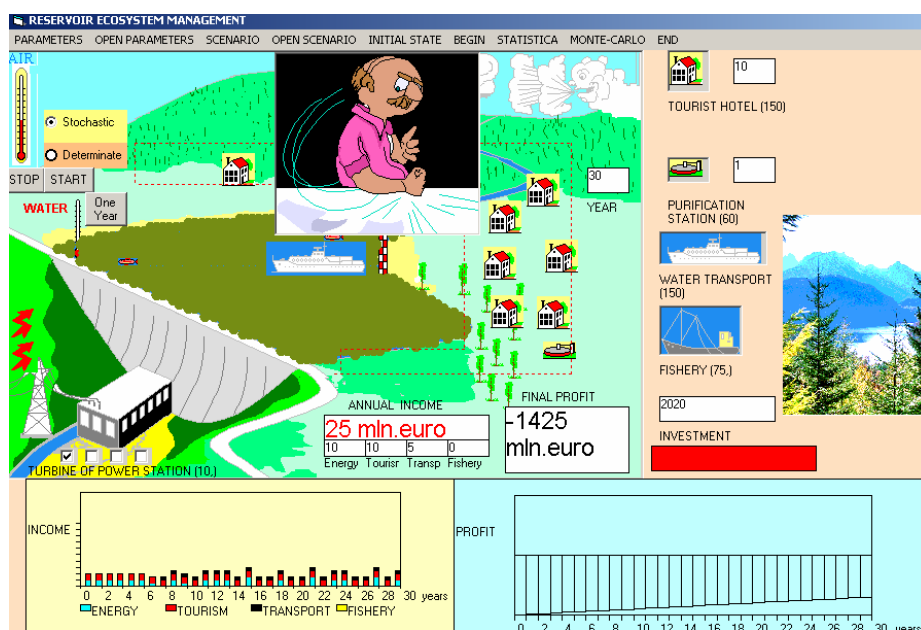 RESERVOIR ECOSYSTEM MANAGEMENT
PARAMETERS OPEN PARAMETERS SCENARIO OPEN SCENARIO INITIAL STATE BEGIN STATISTICA MONTE-CARLO END
AIR
Stochastic
Determinate
STOP START
WATER
One
Year
30
YEAR
10
TOURIST HOTEL (150)
1
PURIFICATION
STATION (60)
WATER TRANSPORT
(150)
FISHERY (75,)
2020
INVESTMENT
ANNUAL INCOME
25 mln.euro
10 10 5 0
Energy Tourisr Transp Fishery
FINAL PROFIT
-1425
mln.euro
TURBINE OF POWER STATION (10,)
INCOME
0 2 4 6 8 10 12 14 16 18 20 22 24 26 28 30 years
ENERGY TOURISM TRANSPORT FISHERY
PROFIT
0 2 4 6 8 10 12 14 16 18 20 22 24 26 28 30 years